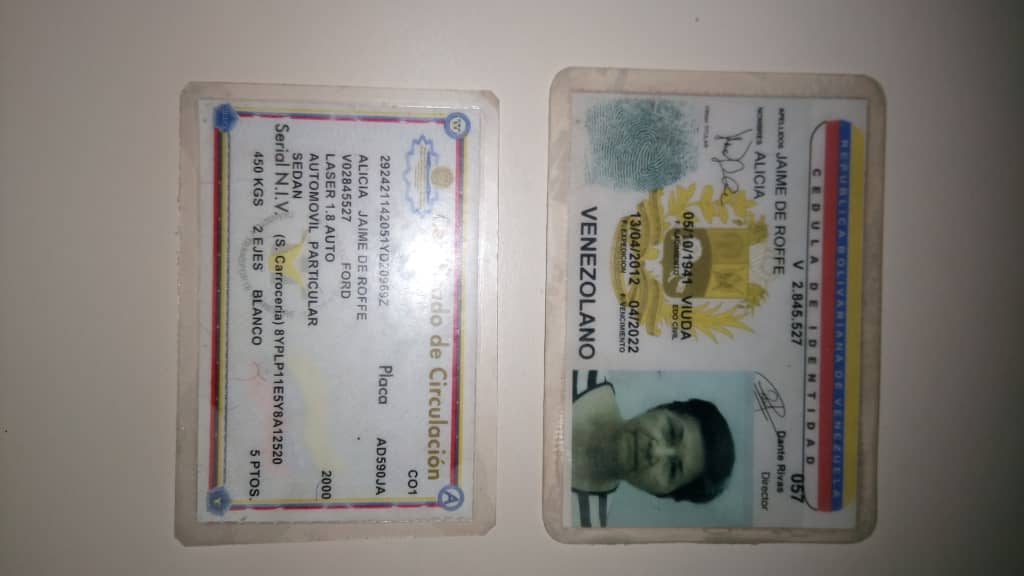 REPUBLICA BOLIVARIANA DE VENEZUELA
CEDULA DE IDENTIDAD
V 2.845.527 057
APELLIDOS JAIME DE ROFFE Dante Rivas
Director
NOMBRES ALICIA
FIRMA TITULAR
05/10/1941 VIUDA
F. NACIMIENTO EDO CIVIL
13/04/2012 04/2022
F. EXPEDICION F. VENCIMIENTO
VENEZOLANO
de Circulación
CO1
292421142051YD20969Z Placa AD590JA
ALICIA JAIME DE ROFFE
V02845527 FORD
LASER 1.8 AUTO 2000
AUTOMOVIL PARTICULAR
SEDAN
Serial N.I.V. (S. Carroceria) 8YPLP11E5Y8A12520
450 KGS 2 EJES BLANCO 5 PTOS.